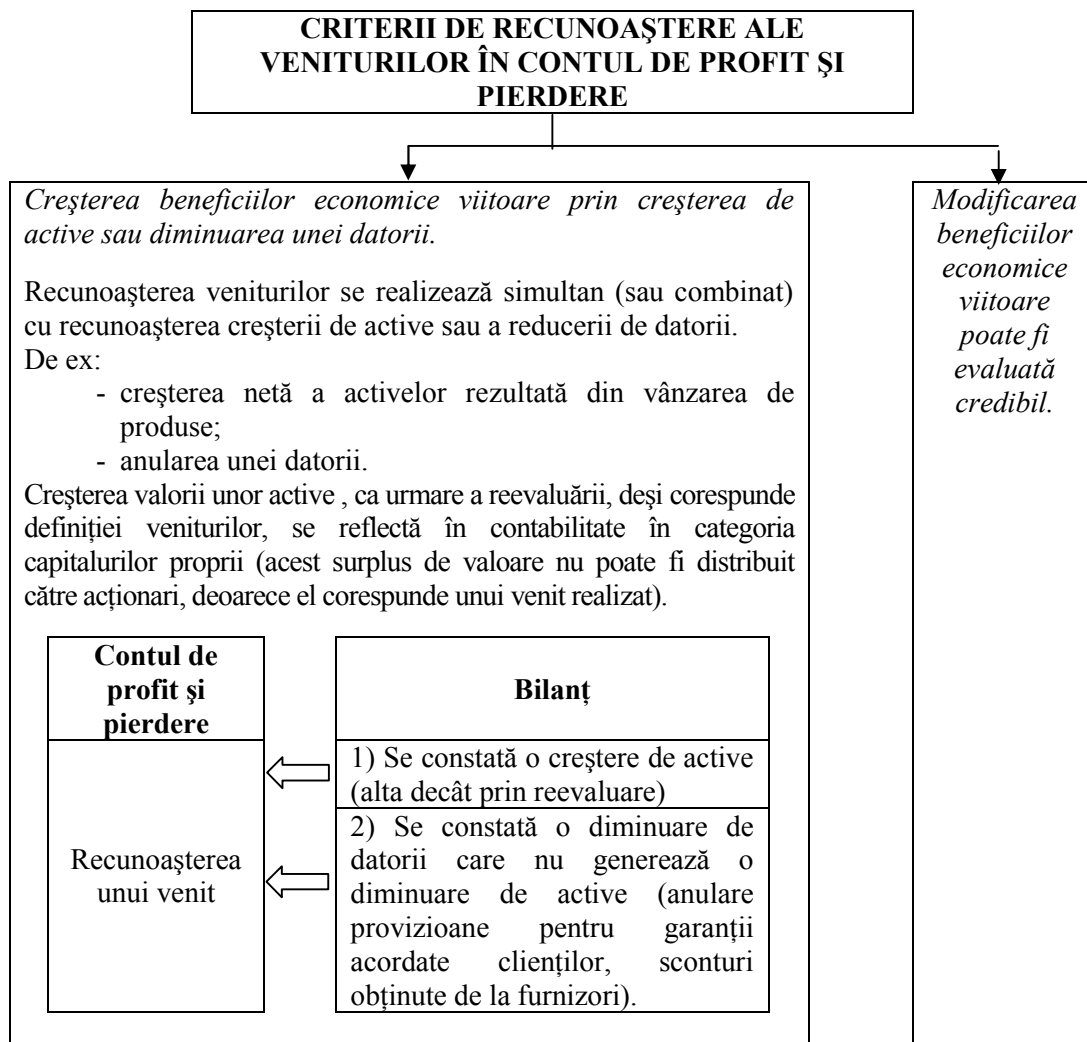 CRITERII DE RECUNOAŞTERE ALE
VENITURILOR ÎN CONTUL DE PROFIT ŞI
PIERDERE
Creşterea beneficiilor economice viitoare prin creşterea de
active sau diminuarea unei datorii.
Recunoaşterea veniturilor se realizează simultan (sau combinat)
cu recunoaşterea creşterii de active sau a reducerii de datorii.
De ex:
- creşterea netă a activelor rezultată din vânzarea de
produse;
- anularea unei datorii.
Creşterea valorii unor active , ca urmare a reevaluării, deşi corespunde
definiţiei veniturilor, se reflectă în contabilitate în categoria
capitalurilor proprii (acest surplus de valoare nu poate fi distribuit
către acţionari, deoarece el corespunde unui venit realizat).
Contul de
profit şi
pierdere
Bilanţ
Recunoaşterea
unui venit
1) Se constată o creştere de active
(alta decât prin reevaluare)
2) Se constată o diminuare de
datorii care nu generează o
diminuare de active (anulare
provizioane pentru garanţii
acordate clienţilor, sconturi
obţinute de la furnizori).
Modificarea
beneficiilor
economice
viitoare
poate fi
evaluată
credibil.